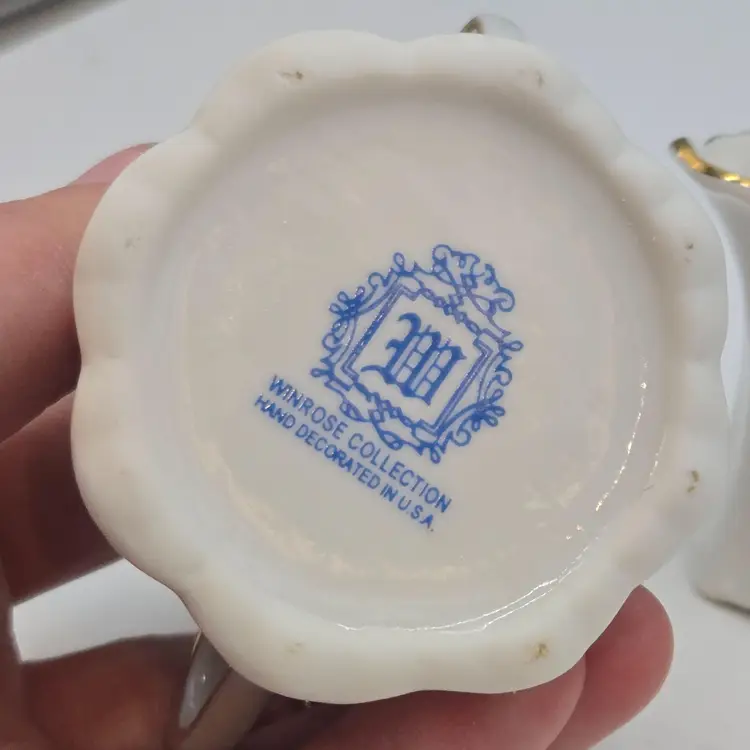 W
WINROSE COLLECTION
HAND DECORATED IN U.S.A.